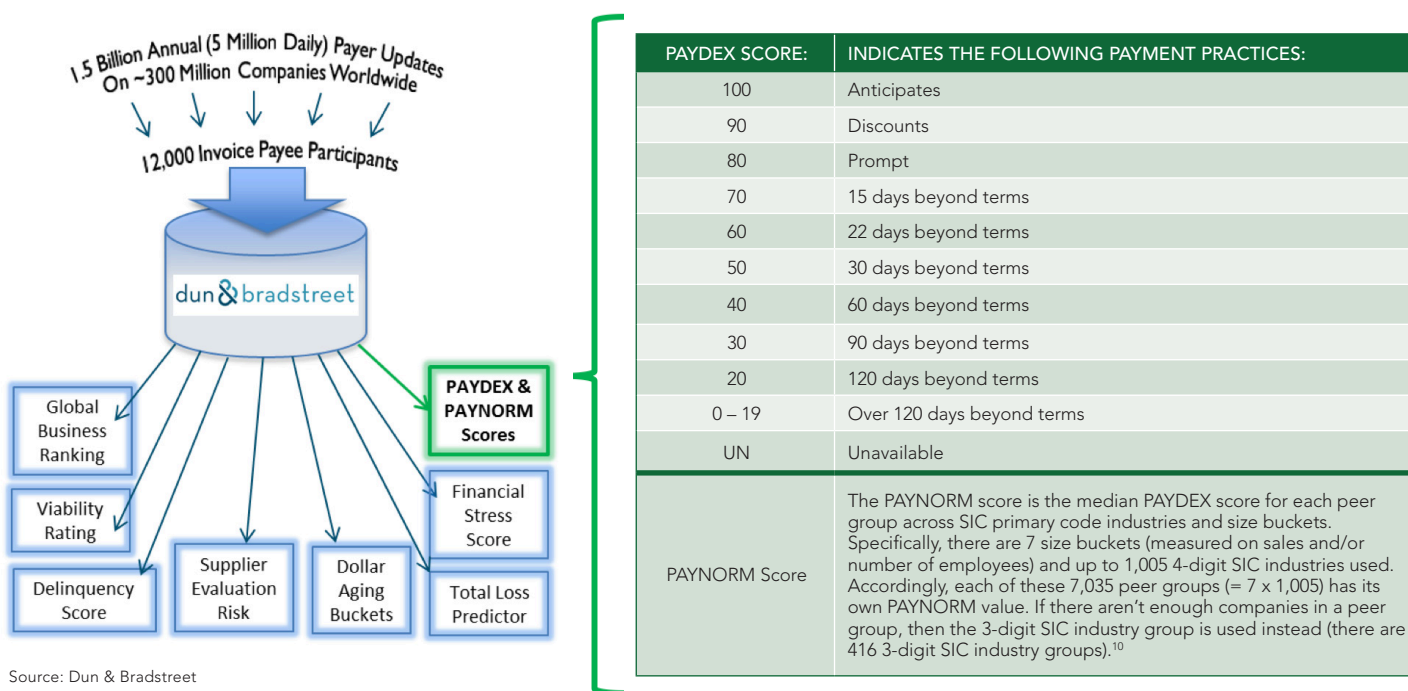 1.5 Billion Annual (5 Million Daily) Payer Updates
On ~300 Million Companies Worldwide
12,000 Invoice Payee Participants
dun & bradstreet
PAYDEX &
PAYNORM
Scores
Global
Business
Ranking
Viability
Rating
Delinquency
Score
Supplier
Evaluation
Risk
Dollar
Aging
Buckets
Financial
Stress
Score
Total Loss
Predictor
Source: Dun & Bradstreet
PAYDEX SCORE: INDICATES THE FOLLOWING PAYMENT PRACTICES:
100 Anticipates
90 Discounts
80 Prompt
70 15 days beyond terms
60 22 days beyond terms
50 30 days beyond terms
40 60 days beyond terms
30 90 days beyond terms
20 120 days beyond terms
0 – 19 Over 120 days beyond terms
UN Unavailable
PAYNORM Score
The PAYNORM score is the median PAYDEX score for each peer
group across SIC primary code industries and size buckets.
Specifically, there are 7 size buckets (measured on sales and/or
number of employees) and up to 1,005 4-digit SIC industries used.
Accordingly, each of these 7,035 peer groups (= 7 x 1,005) has its
own PAYNORM value. If there aren't enough companies in a peer
group, then the 3-digit SIC industry group is used instead (there are
416 3-digit SIC industry groups).¹⁰